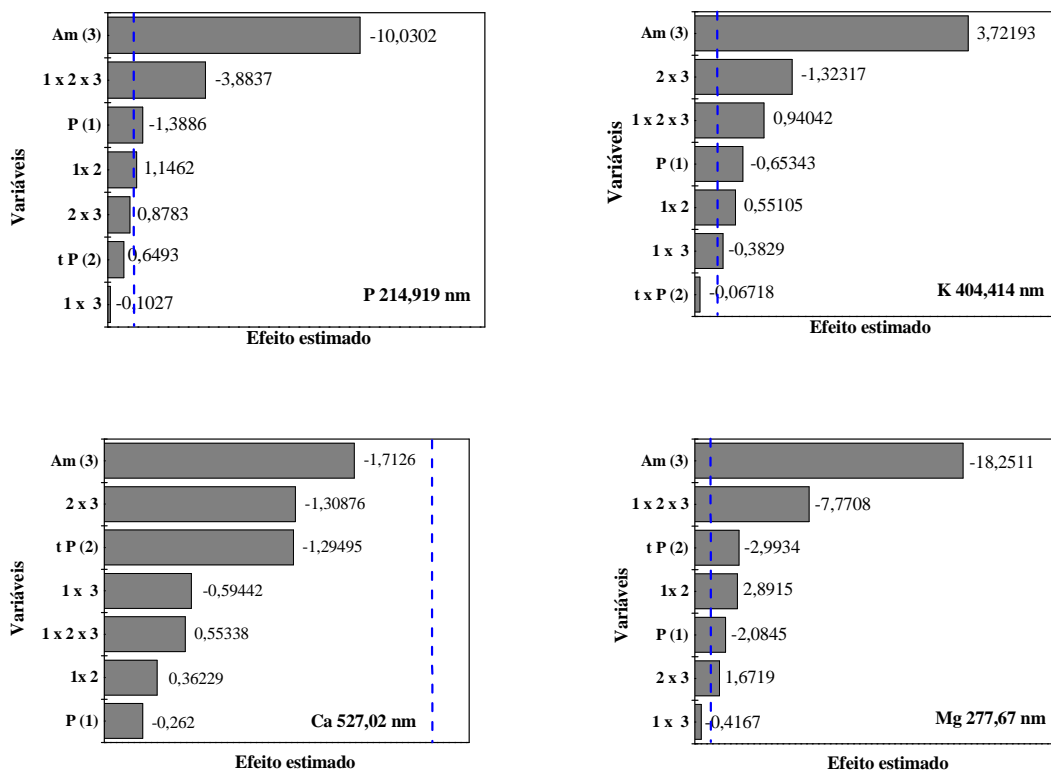 Variáveis
Am (3) -10,0302
1 x 2 x 3 -3,8837
P (1) -1,3886
1x 2 1,1462
2 x 3 0,8783
t P (2) 0,6493
1 x 3 -0,1027
P 214,919 nm
Efeito estimado
Variáveis
Am (3) 3,72193
2 x 3 -1,32317
1 x 2 x 3 0,94042
P (1) -0,65343
1x 2 0,55105
1 x 3 -0,3829
t x P (2) -0,06718
K 404,414 nm
Efeito estimado
Variáveis
Am (3) -1,7126
2 x 3 -1,30876
t P (2) -1,29495
1 x 3 -0,59442
1 x 2 x 3 0,55338
1x 2 0,36229
P (1) -0,262
Ca 527,02 nm
Efeito estimado
Variáveis
Am (3) -18,2511
1 x 2 x 3 -7,7708
t P (2) -2,9934
1x 2 2,8915
P (1) -2,0845
2 x 3 1,6719
1 x 3 -0,4167
Mg 277,67 nm
Efeito estimado